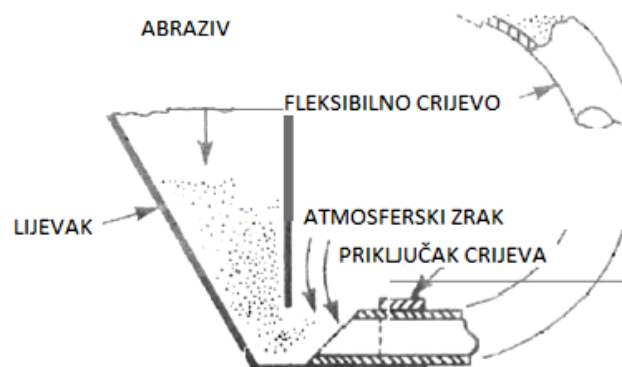 ABRAZIV
FLEKSIBILNO CRIJEVO
LIJEVAK
ATMOSFERSKI ZRAK
PRIKLJUČAK CRIJEVA